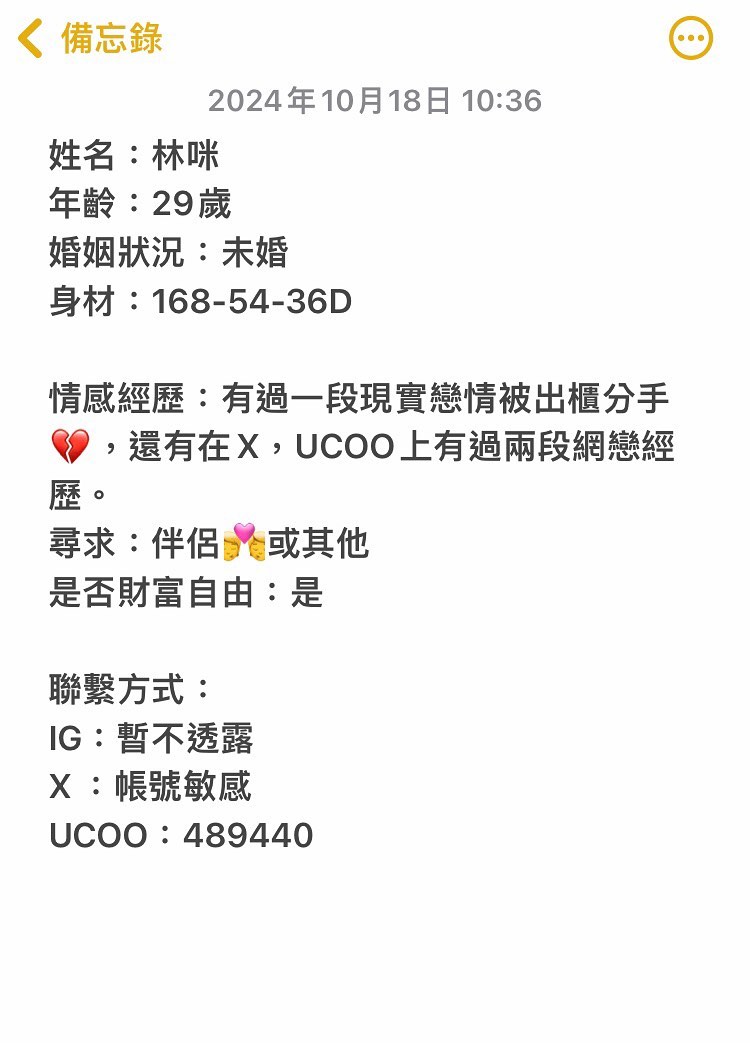 備忘錄
2024年10月18日 10:36
姓名：林咪
年齡：29歲
婚姻狀況：未婚
身材：168-54-36D
情感經歷：有過一段現實戀情被出櫃分手
💔，還有在X，UCOO上有過兩段網戀經
歷。
尋求：伴侶💏或其他
是否財富自由：是
聯繫方式：
IG：暫不透露
X ：帳號敏感
UCOO：489440